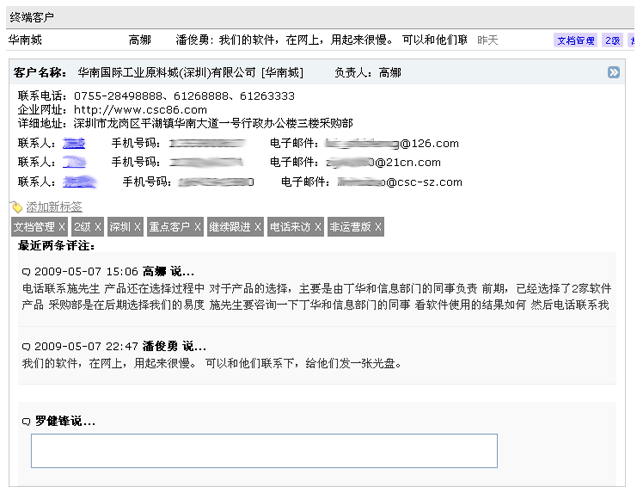 终端客户
华南城 高娜 潘俊勇: 我们的软件，在网上，用起来很慢。 可以和他们联 昨天 文档管理 2级
客户名称： 华南国际工业原料城(深圳)有限公司 [华南城] 负责人：高娜
联系电话：0755-28498888、61268888、61263333
企业网址：http://www.csc86.com
详细地址：深圳市龙岗区平湖镇华南大道一号行政办公楼三楼采购部
联系人： 手机号码： 电子邮件： @126.com
联系人： 手机号码： 电子邮件： @21cn.com
联系人： 手机号码： 电子邮件： @csc-sz.com
添加新标签
文档管理 X 2级 X 深圳 X 重点客户 X 继续跟进 X 电话来访 X 非运营版 X
最近两条评注：
2009-05-07 15:06 高娜 说...
电话联系施先生 产品还在选择过程中 对于产品的选择，主要是由丁华和信息部门的同事负责 前期，已经选择了2家软件
产品 采购部是在后期选择我们的易度 施先生要咨询一下丁华和信息部门的同事 看软件使用的结果如何 然后电话联系我
2009-05-07 22:47 潘俊勇 说...
我们的软件，在网上，用起来很慢。 可以和他们联系下，给他们发一张光盘。
罗健锋说...